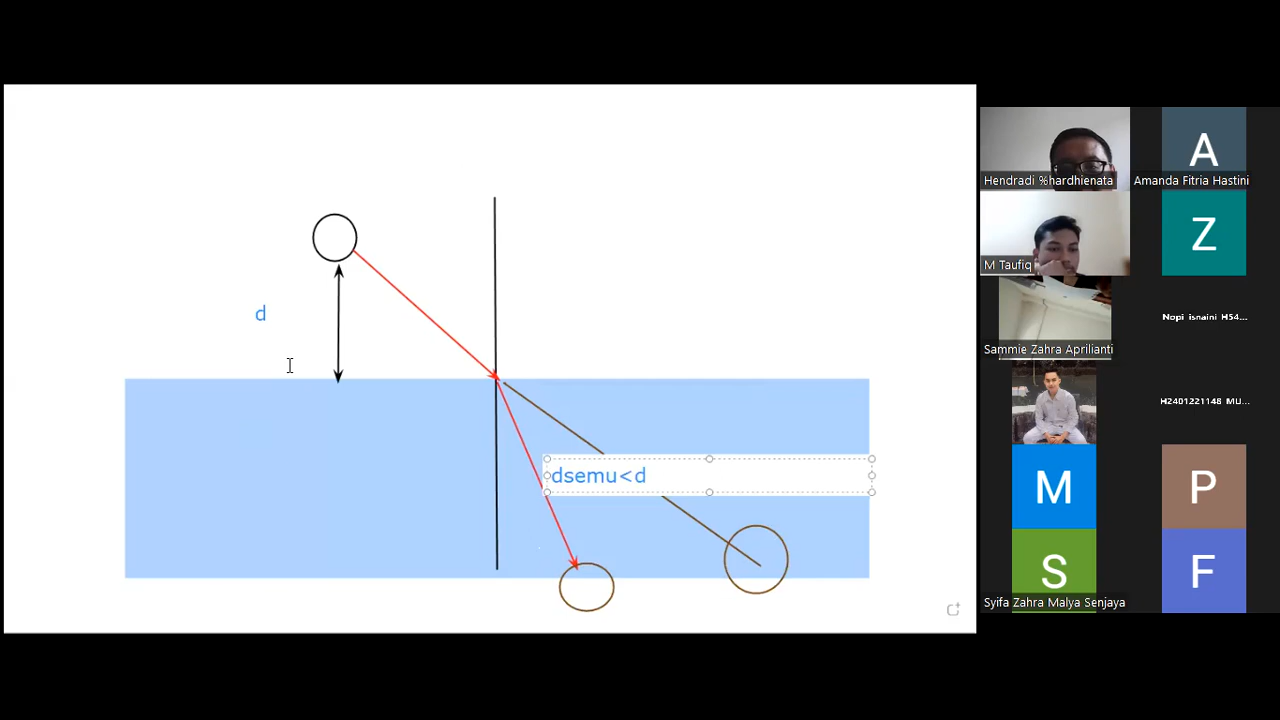 d
dsemu<d
Hendradi %hardhienata
A
Amanda Fitria Hastini
M Taufiq
Z
Sammie Zahra Aprilianti
Nopi isnaini H54...
H2401221148 MU...
M
P
S
Syifa Zahra Malya Senjaya
F